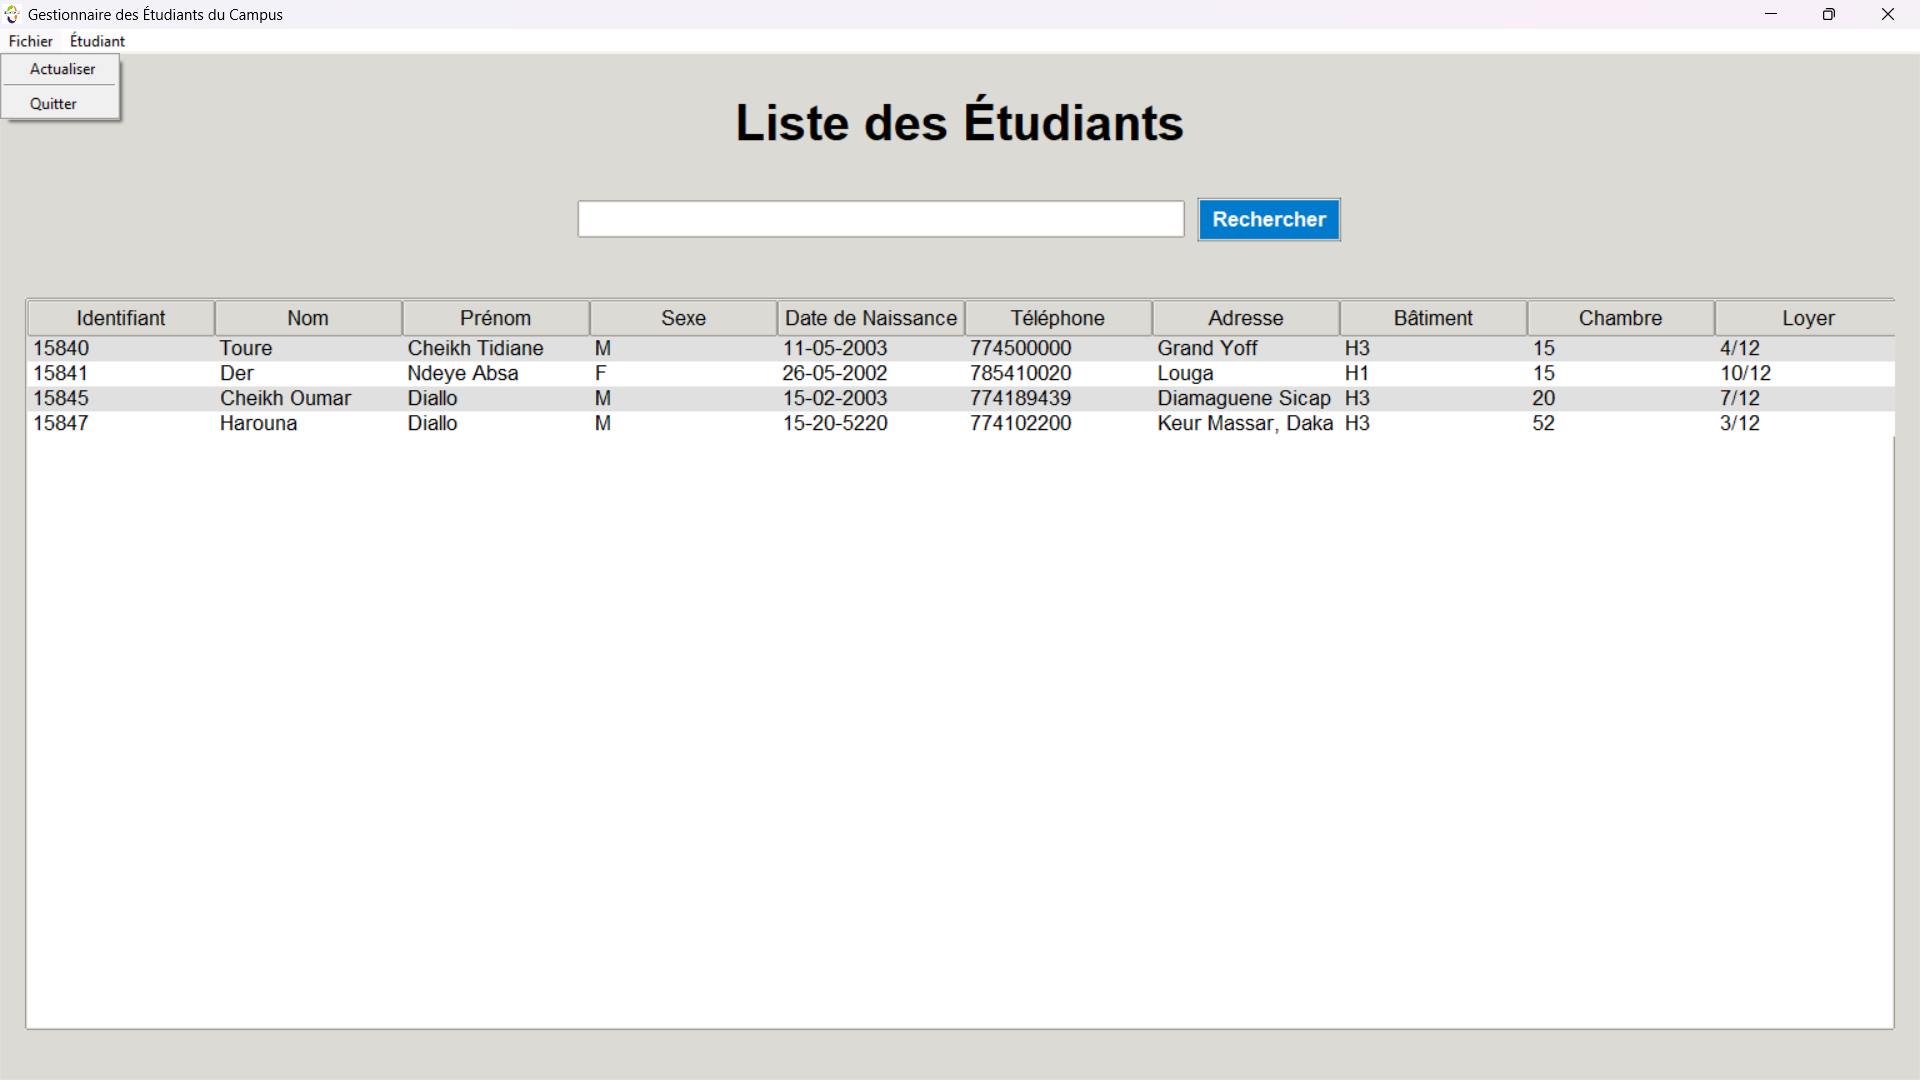 Gestionnaire des Étudiants du Campus
Fichier Étudiant
Actualiser
Quitter
Liste des Étudiants
Rechercher
Identifiant Nom Prénom Sexe Date de Naissance Téléphone Adresse Bâtiment Chambre Loyer
15840 Toure Cheikh Tidiane M 11-05-2003 774500000 Grand Yoff H3 15 4/12
15841 Der Ndeye Absa F 26-05-2002 785410020 Louga H1 15 10/12
15845 Cheikh Oumar Diallo M 15-02-2003 774189439 Diamaguene Sicap H3 20 7/12
15847 Harouna Diallo M 15-20-5220 774102200 Keur Massar, Daka H3 52 3/12